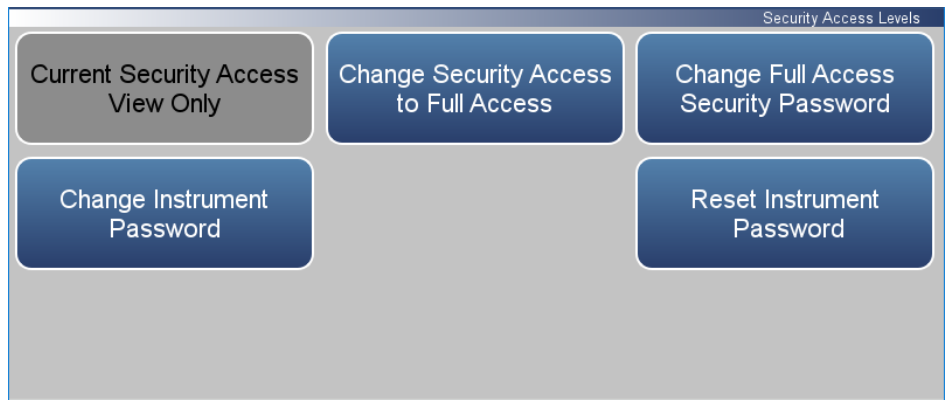 Security Access Levels
Current Security Access
View Only
Change Security Access
to Full Access
Change Full Access
Security Password
Change Instrument
Password
Reset Instrument
Password